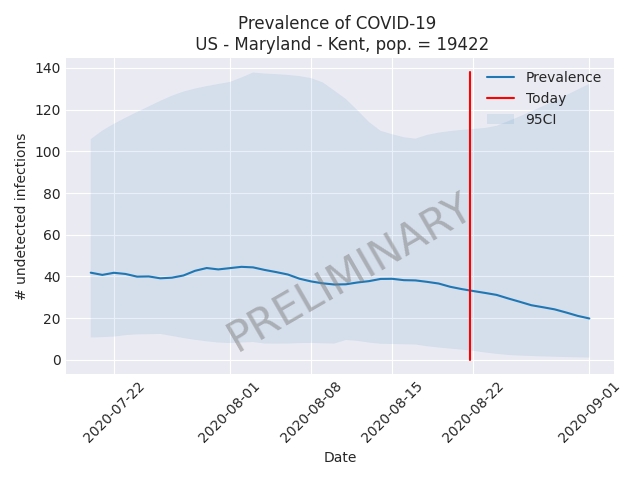 Prevalence of COVID-19
US - Maryland - Kent, pop. = 19422
# undetected infections
140
120
100
80
60
40
20
0
Prevalence
Today
95CI
PRELIMINARY
2020-07-22
2020-08-01
2020-08-08
2020-08-15
2020-08-22
2020-09-01
Date